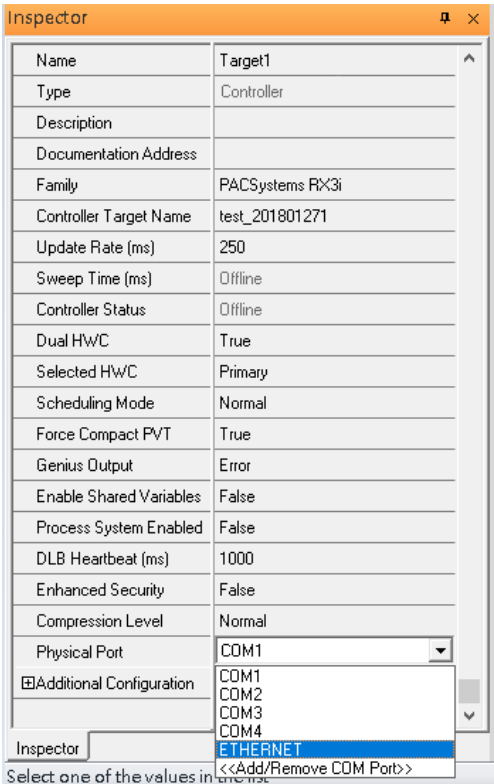 Inspector
Name Target1
Type Controller
Description
Documentation Address
Family PACSystems RX3i
Controller Target Name test_201801271
Update Rate (ms) 250
Sweep Time (ms) Offline
Controller Status Offline
Dual HWC True
Selected HWC Primary
Scheduling Mode Normal
Force Compact PVT True
Genius Output Error
Enable Shared Variables False
Process System Enabled False
DLB Heartbeat (ms) 1000
Enhanced Security False
Compression Level Normal
Physical Port COM1
Additional Configuration
COM1
COM2
COM3
COM4
ETHERNET
<<Add/Remove COM Port>>
Inspector
Select one of the values in the list